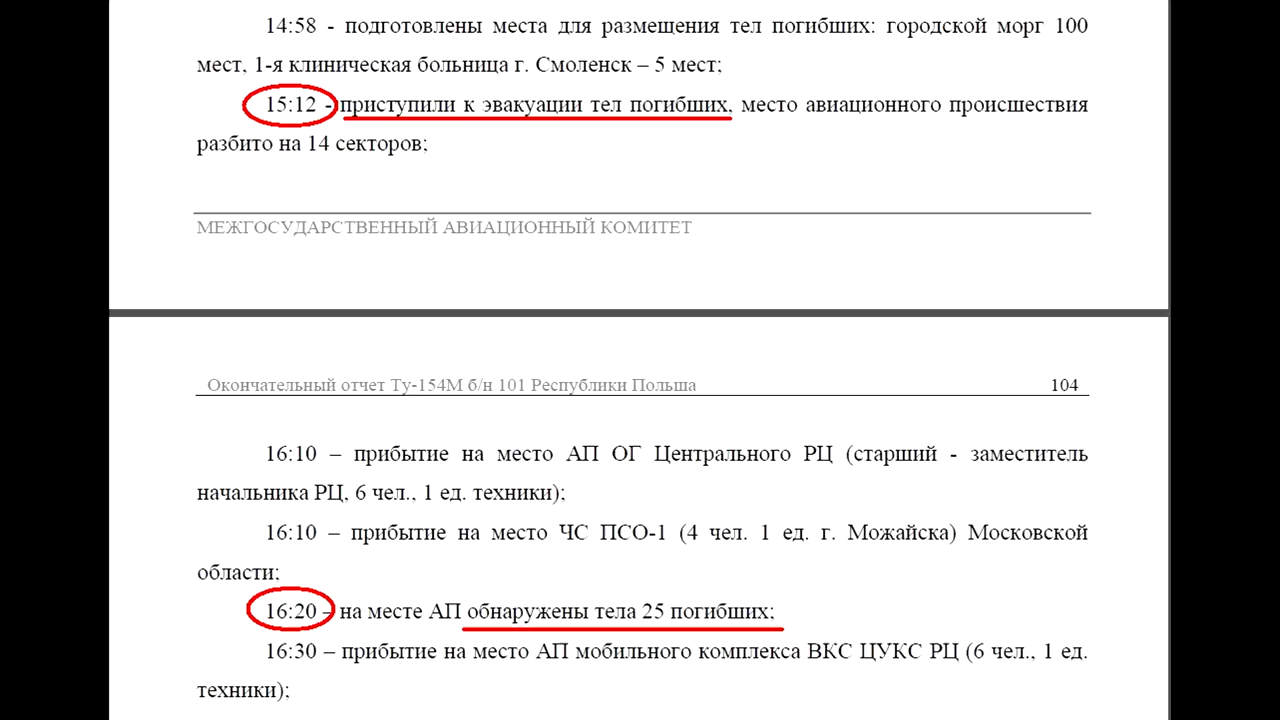 14:58 - подготовлены места для размещения тел погибших: городской морг 100
мест, 1-я клиническая больница г. Смоленск – 5 мест;
15:12 - приступили к эвакуации тел погибших, место авиационного происшествия
разбито на 14 секторов;
МЕЖГОСУДАРСТВЕННЫЙ АВИАЦИОННЫЙ КОМИТЕТ
Окончательный отчет Ту-154М б/н 101 Республики Польша 104
16:10 – прибытие на место АП ОГ Центрального РЦ (старший - заместитель
начальника РЦ, 6 чел., 1 ед. техники);
16:10 – прибытие на место ЧС ПСО-1 (4 чел. 1 ед. г. Можайска) Московской
области;
16:20 – на месте АП обнаружены тела 25 погибших;
16:30 – прибытие на место АП мобильного комплекса ВКС ЦУКС РЦ (6 чел., 1 ед.
техники);